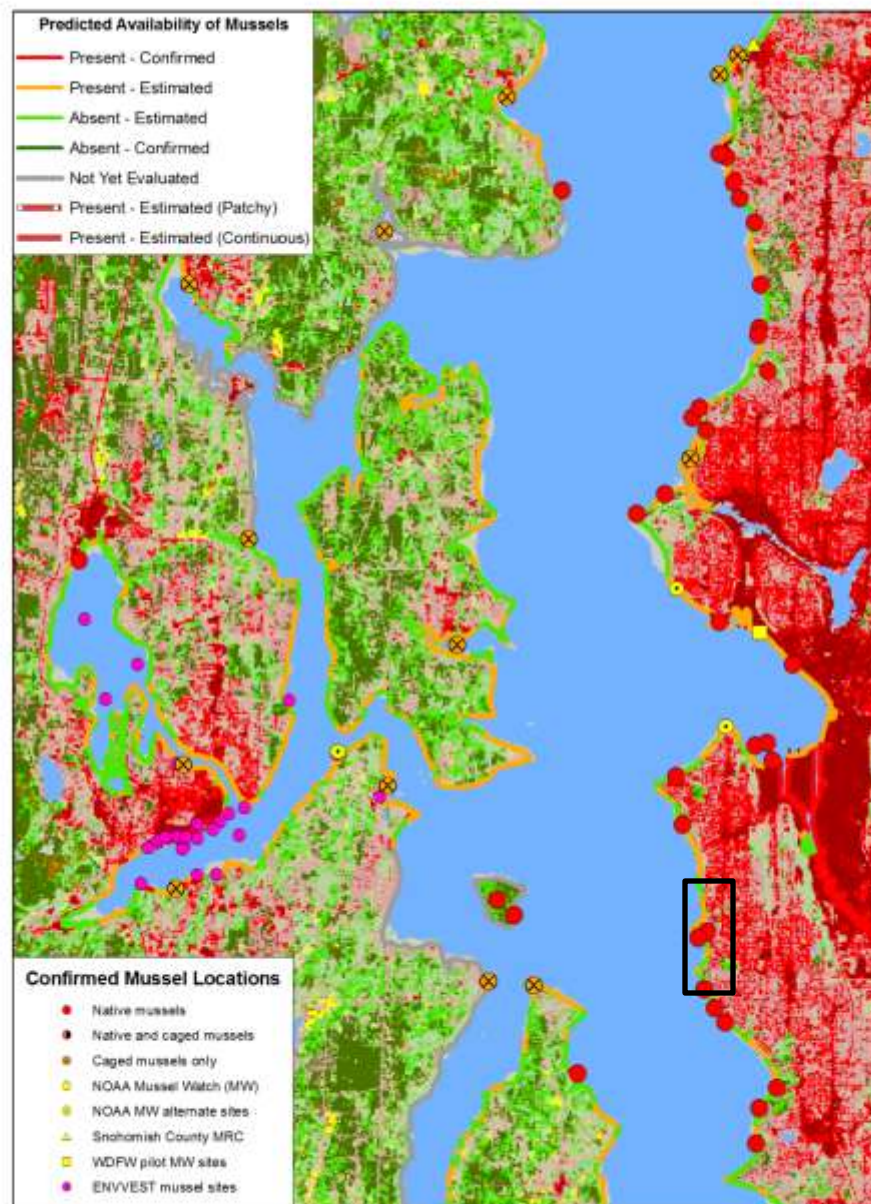 Predicted Availability of Mussels
Present - Confirmed
Present - Estimated
Absent - Estimated
Absent - Confirmed
Not Yet Evaluated
Present - Estimated (Patchy)
Present - Estimated (Continuous)
Confirmed Mussel Locations
Native mussels
Native and caged mussels
Caged mussels only
NOAA Mussel Watch (MW)
NOAA MW alternate sites
Snohomish County MRC
WDFW pilot MW sites
ENVVEST mussel sites